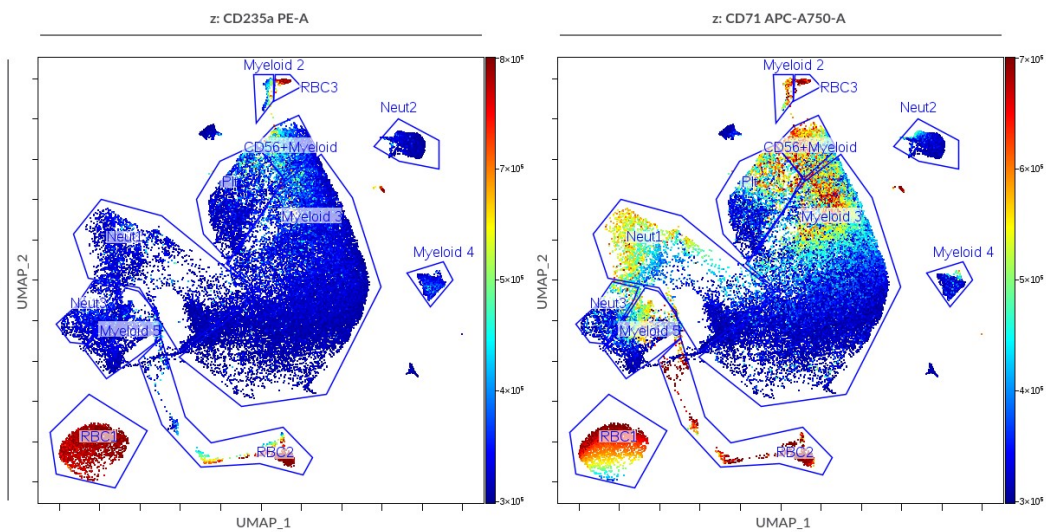 z: CD235a PE-A
z: CD71 APC-A750-A
Myeloid 2
RBC3
Neut2
CD56+Myeloid
Myeloid 3
Neut1
Myeloid 4
Neut3
Myeloid 5
RBC1
RBC2
UMAP_2
UMAP_1
8×10⁵
7×10⁵
5×10⁵
4×10⁵
3×10⁵
Myeloid 2
RBC3
Neut2
CD56+Myeloid
Myeloid 3
Neut1
Myeloid 4
Neut3
Myeloid 5
RBC1
RBC2
UMAP_2
UMAP_1
7×10⁵
6×10⁵
5×10⁵
4×10⁵
3×10⁵